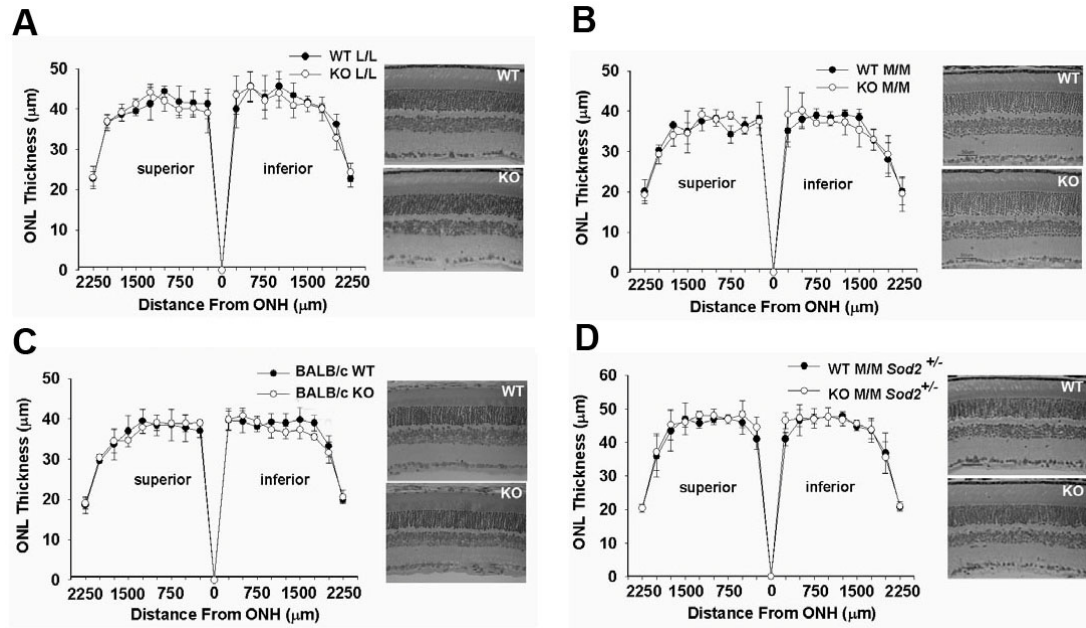 A
WT L/L
KO L/L
ONL Thickness (μm)
50
40
30
20
10
0
superior
inferior
2250 1500 750 0 750 1500 2250
Distance From ONH (μm)
WT
KO
B
WT M/M
KO M/M
ONL Thickness (μm)
50
40
30
20
10
0
superior
inferior
2250 1500 750 0 750 1500 2250
Distance From ONH (μm)
WT
KO
C
BALB/c WT
BALB/c KO
ONL Thickness (μm)
50
40
30
20
10
0
superior
inferior
2250 1500 750 0 750 1500 2250
Distance From ONH (μm)
WT
KO
D
WT M/M Sod2 +/-
KO M/M Sod2+/-
ONL Thickness (μm)
60
50
40
30
20
10
0
superior
inferior
2250 1500 750 0 750 1500 2250
Distance From ONH (μm)
WT
KO